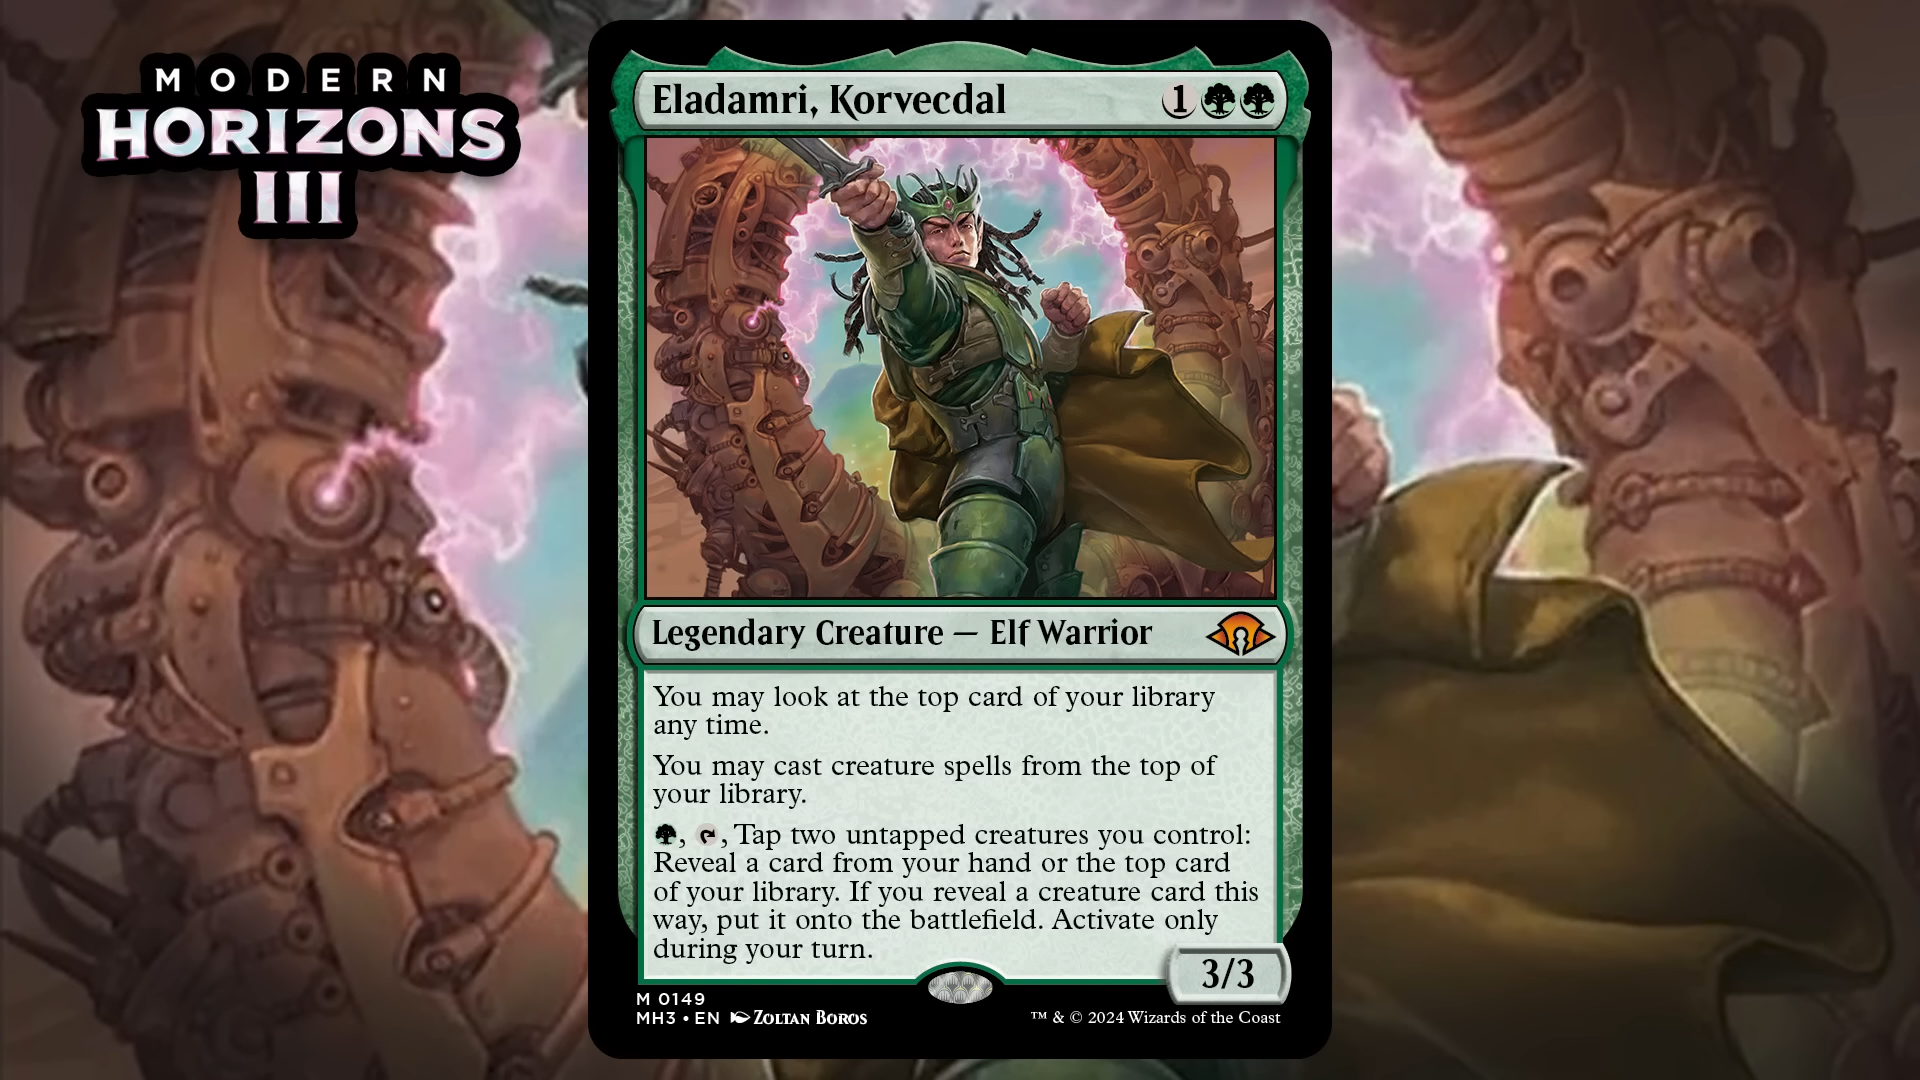 MODERN
HORIZONS
III
Eladamri, Korvecdal
1
Legendary Creature — Elf Warrior
You may look at the top card of your library
any time.
You may cast creature spells from the top of
your library.
, , Tap two untapped creatures you control:
Reveal a card from your hand or the top card
of your library. If you reveal a creature card this
way, put it onto the battlefield. Activate only
during your turn.
3/3
M 0149
MH3 • EN Zoltan Boros
™ & © 2024 Wizards of the Coast